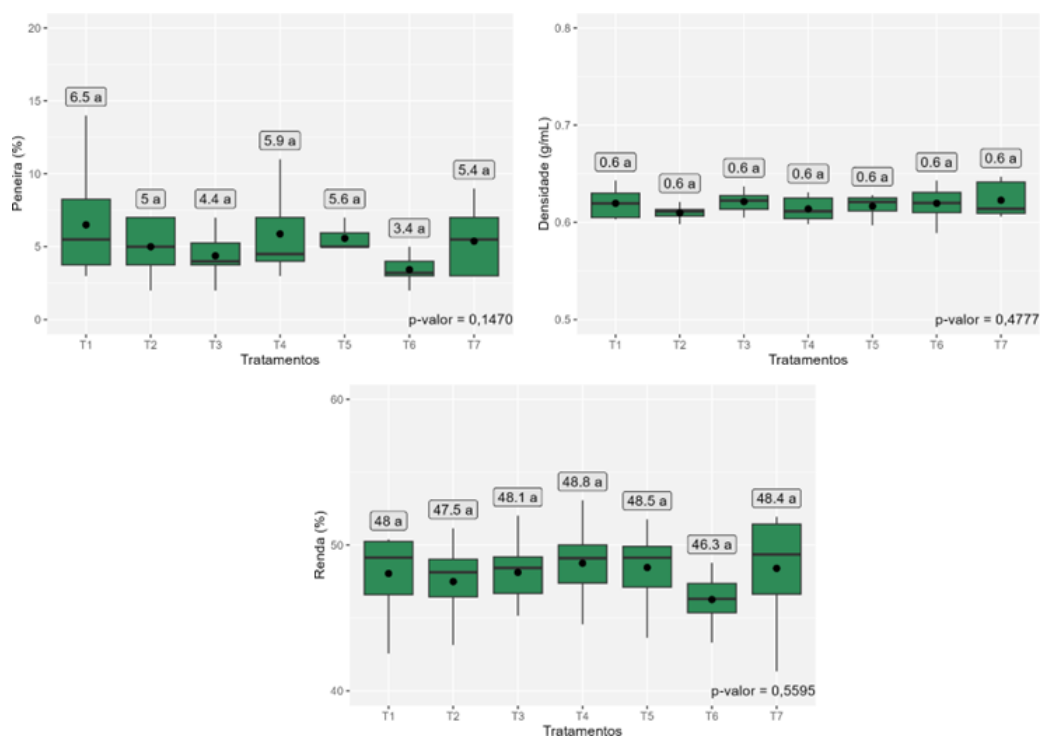 20
15
10
5
0
Peneira (%)
6.5 a
5 a
4.4 a
5.9 a
5.6 a
3.4 a
5.4 a
p-valor = 0,1470
T1 T2 T3 T4 T5 T6 T7
Tratamentos
0.8
0.7
0.6
0.5
Densidade (g/mL)
0.6 a
0.6 a
0.6 a
0.6 a
0.6 a
0.6 a
0.6 a
p-valor = 0,4777
T1 T2 T3 T4 T5 T6 T7
Tratamentos
60
50
40
Renda (%)
48 a
47.5 a
48.1 a
48.8 a
48.5 a
46.3 a
48.4 a
p-valor = 0,5595
T1 T2 T3 T4 T5 T6 T7
Tratamentos